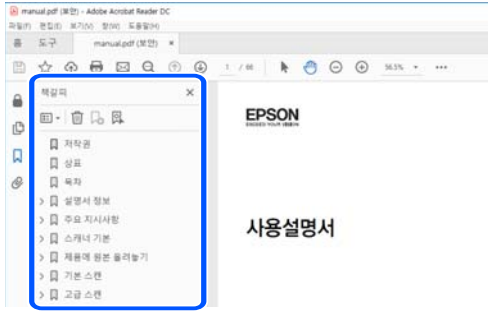 manual.pdf (보안) - Adobe Acrobat Reader DC
파일(F) 편집(E) 보기(V) 창(W) 도움말(H)
홈 도구 manual.pdf (보안) ×
1 / 66 56.5%
책갈피 ×
저작권
상표
목차
설명서 정보
주요 지시사항
스캐너 기본
제품에 원본 올려놓기
기본 스캔
고급 스캔
EPSON
EXCEED YOUR VISION
사용설명서